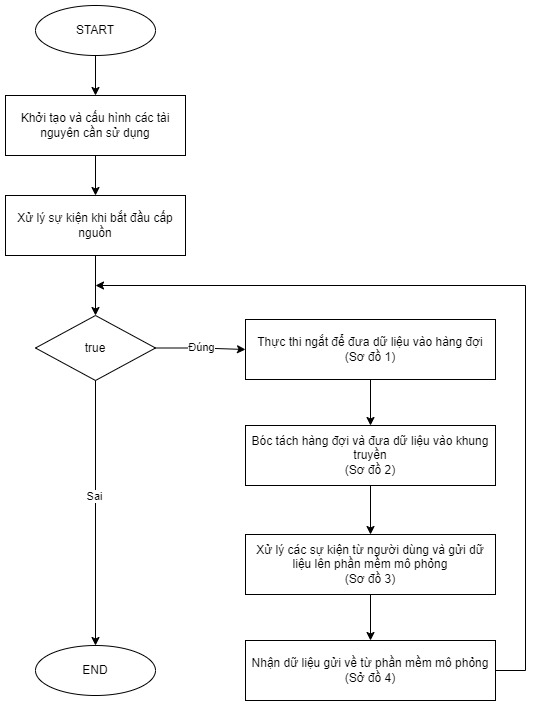 START
Khởi tạo và cấu hình các tài
nguyên cần sử dụng
Xử lý sự kiện khi bắt đầu cấp
nguồn
true
Đúng
Thực thi ngắt để đưa dữ liệu vào hàng đợi
(Sơ đồ 1)
Bóc tách hàng đợi và đưa dữ liệu vào khung
truyền
(Sơ đồ 2)
Sai
Xử lý các sự kiện từ người dùng và gửi dữ
liệu lên phần mềm mô phỏng
(Sơ đồ 3)
END
Nhận dữ liệu gửi về từ phần mềm mô phỏng
(Sở đồ 4)